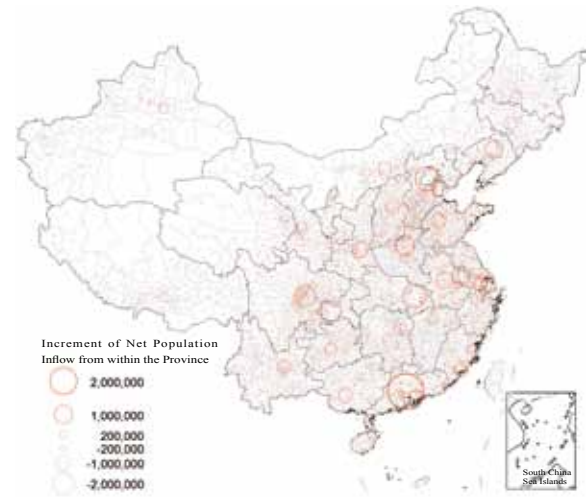 Increment of Net Population
Inflow from within the Province
2,000,000
1,000,000
200,000
-200,000
-1,000,000
-2,000,000
South China
Sea Islands